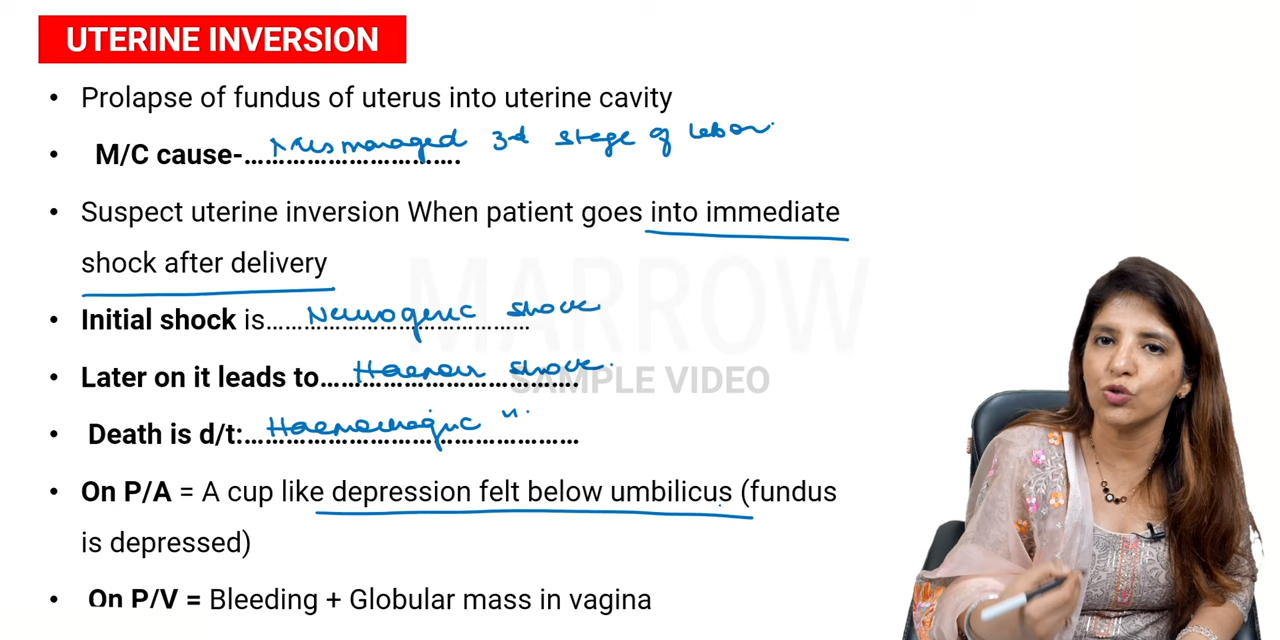 UTERINE INVERSION
• Prolapse of fundus of uterus into uterine cavity
• M/C cause-........ Mismanaged 3rd stage of labor.
• Suspect uterine inversion When patient goes into immediate
shock after delivery
• Initial shock is........ Neurogenic shock
• Later on it leads to........ shock.
• Death is d/t:........ Haemorrhagic "
• On P/A = A cup like depression felt below umbilicus (fundus
is depressed)
• On P/V = Bleeding + Globular mass in vagina
MARROW
SAMPLE VIDEO